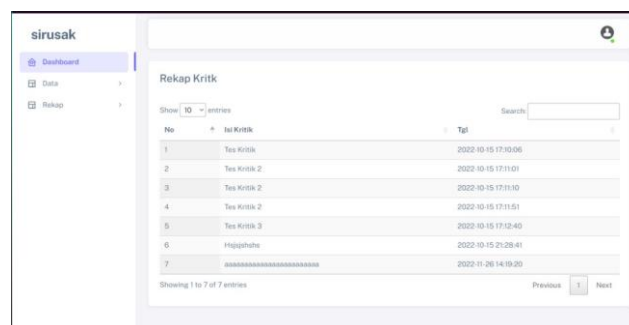 sirusak
Dashboard
Data
Rekap
Rekap Kritk
Show 10 entries
Search:
No Isi Kritik Tgl
1 Tes Kritik 2022-10-15 17:10:06
2 Tes Kritik 2 2022-10-15 17:11:01
3 Tes Kritik 2 2022-10-15 17:11:10
4 Tes Kritik 2 2022-10-15 17:11:51
5 Tes Kritik 3 2022-10-15 17:12:40
6 Hsjsjshshs 2022-10-15 21:28:41
7 2022-11-26 14:19:20
Showing 1 to 7 of 7 entries
Previous 1 Next